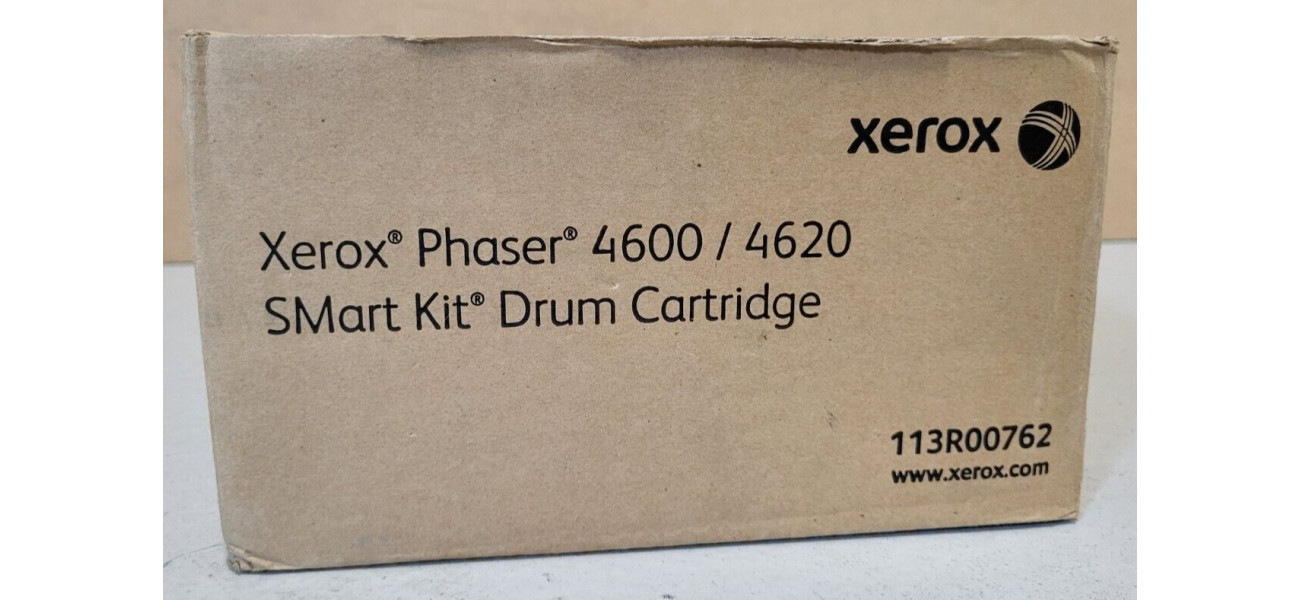 xerox
Xerox® Phaser® 4600 / 4620
SMart Kit® Drum Cartridge
113R00762
www.xerox.com